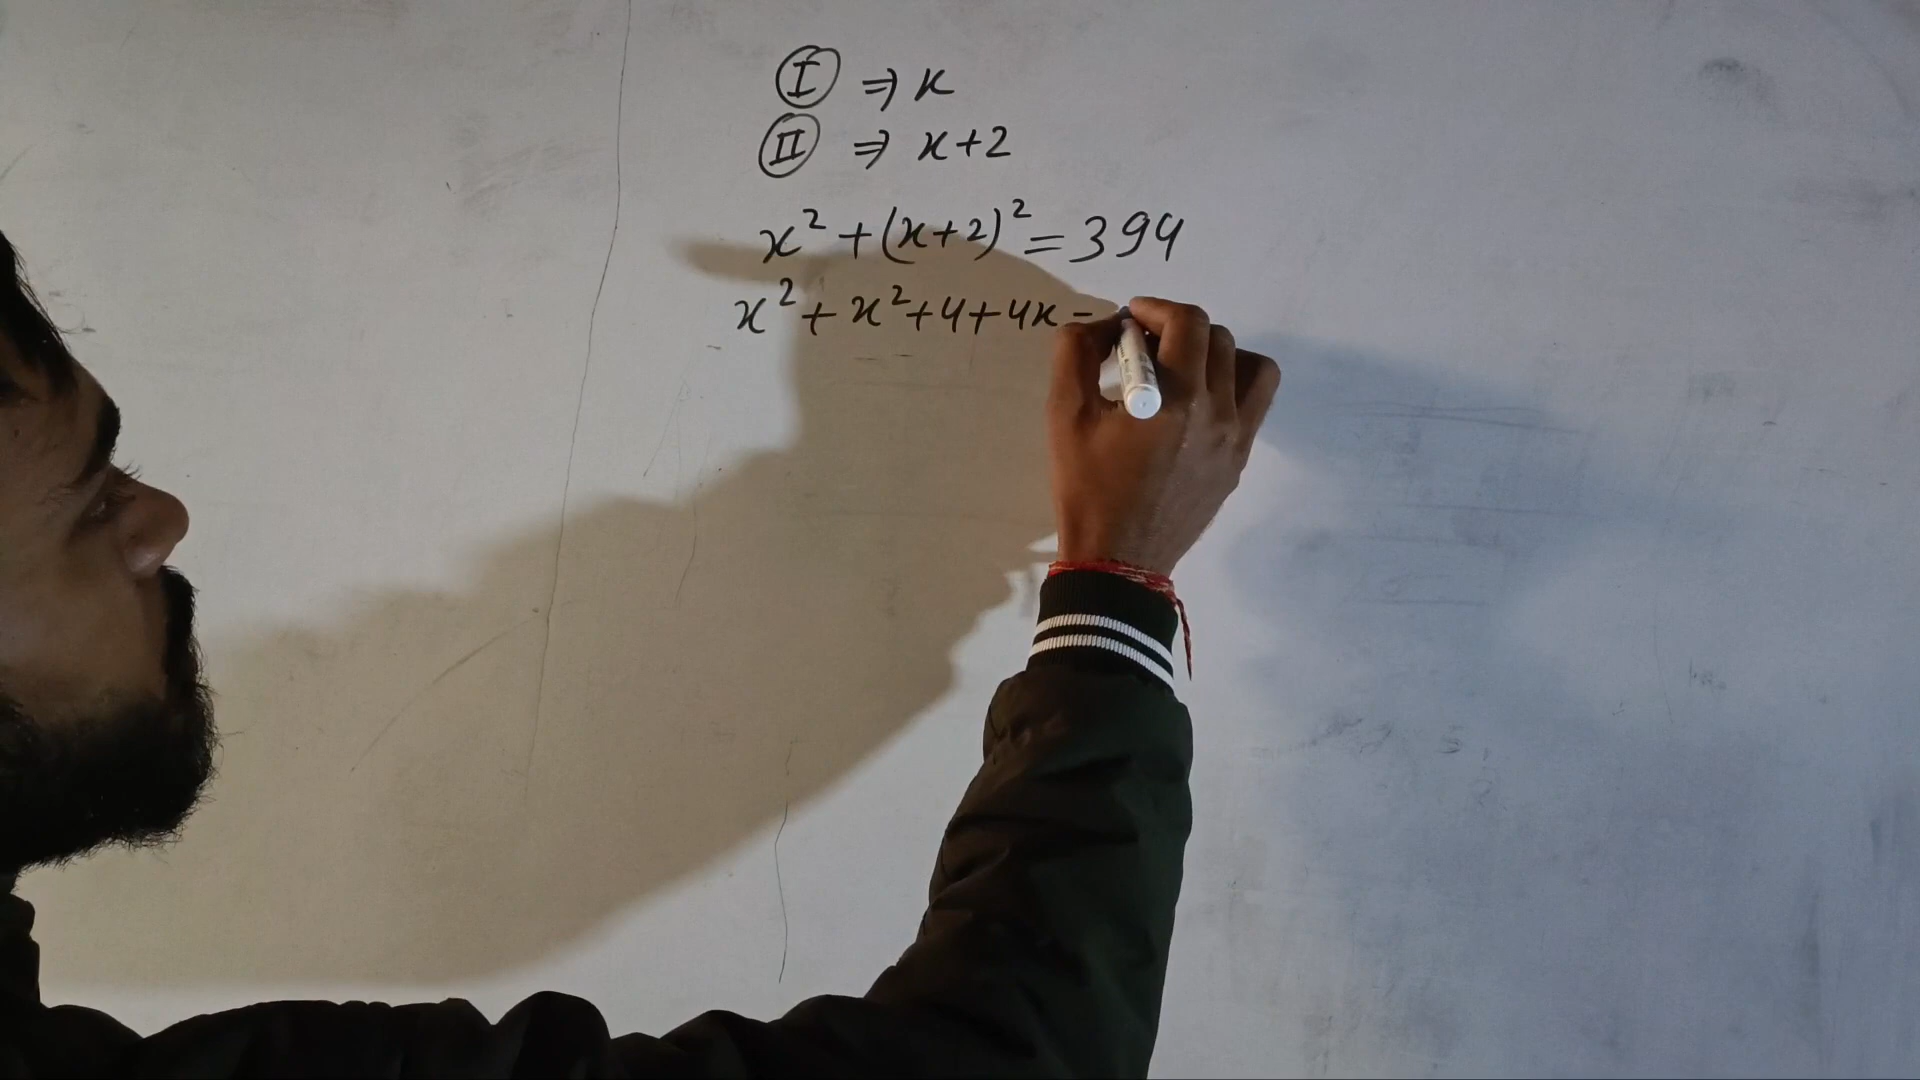 Ⓘ ⇒ x
Ⓘⓘ ⇒ x+2
x² + (x+2)² = 394
x² + x² + 4 + 4x =